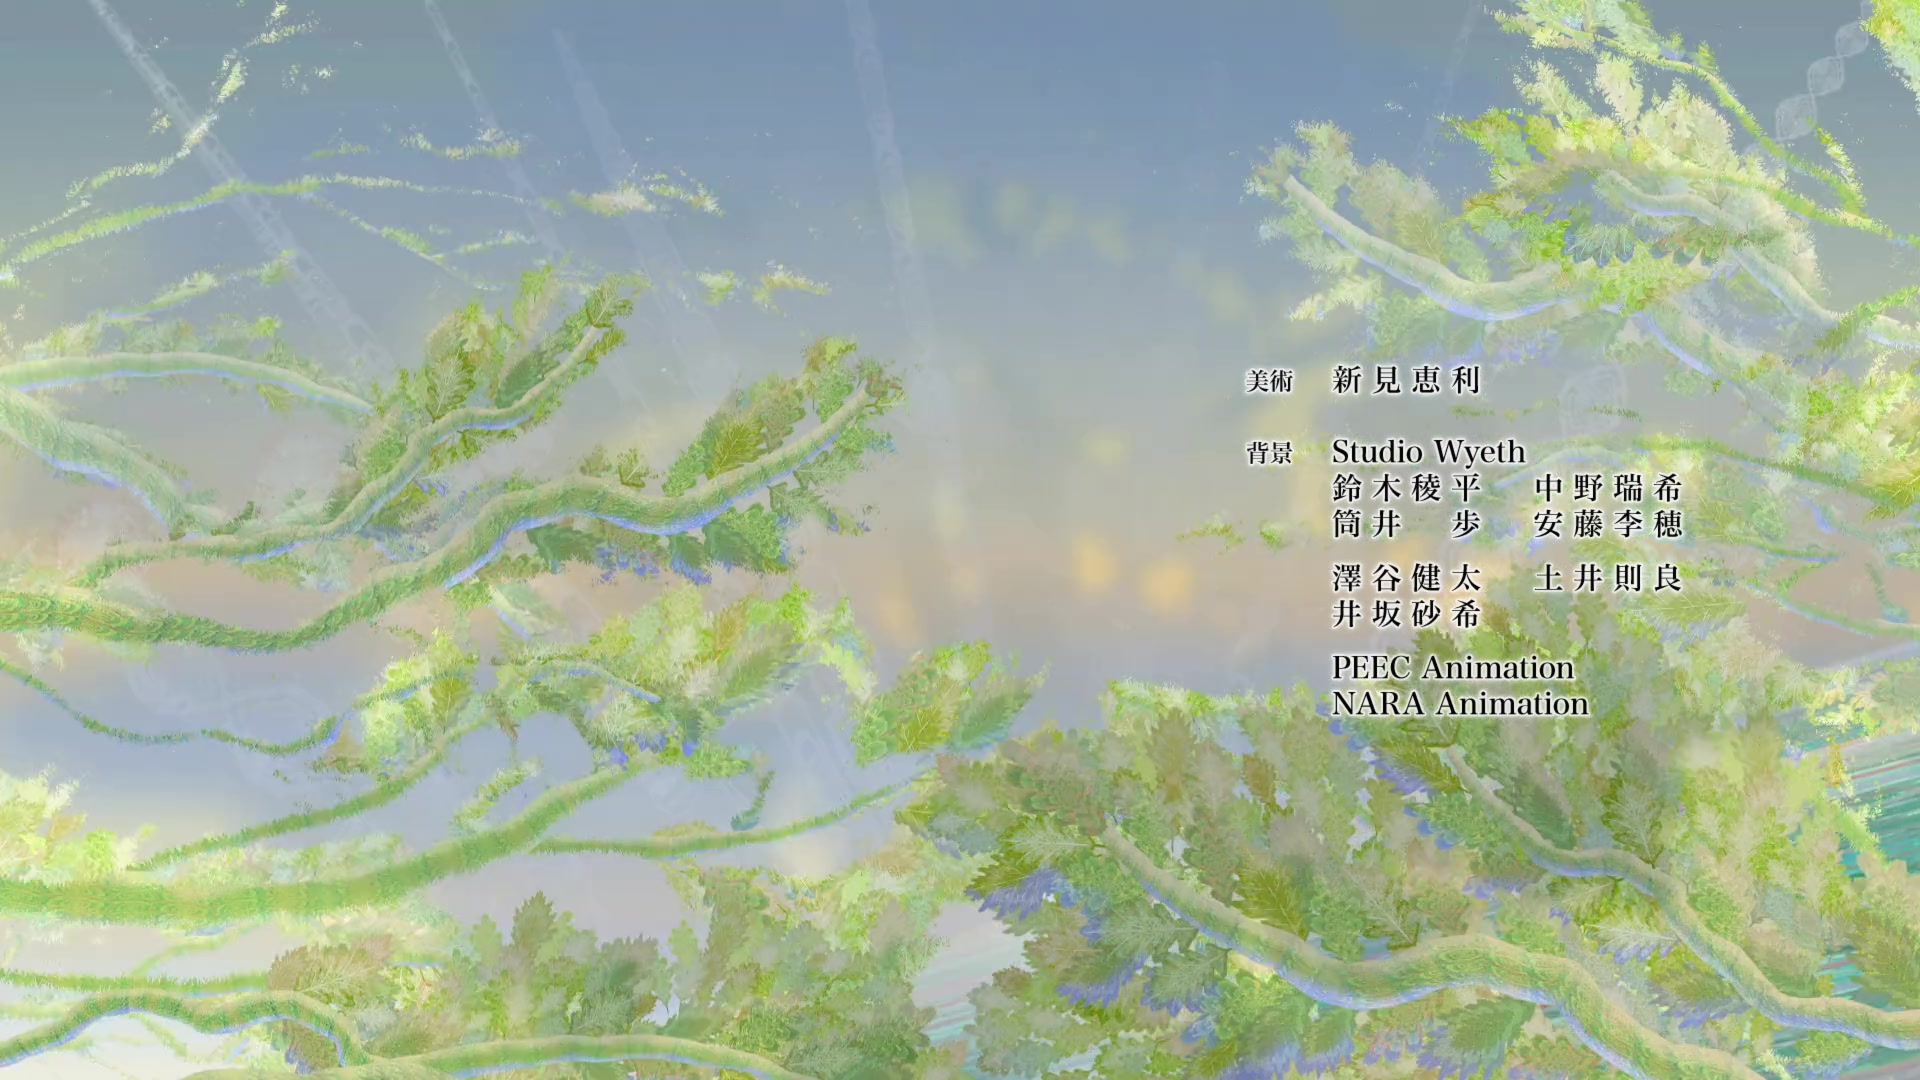 美術 新見恵利
背景 Studio Wyeth
鈴木稜平 中野瑞希
筒井 歩 安藤李穂
澤谷健太 土井則良
井坂砂希
PEEC Animation
NARA Animation